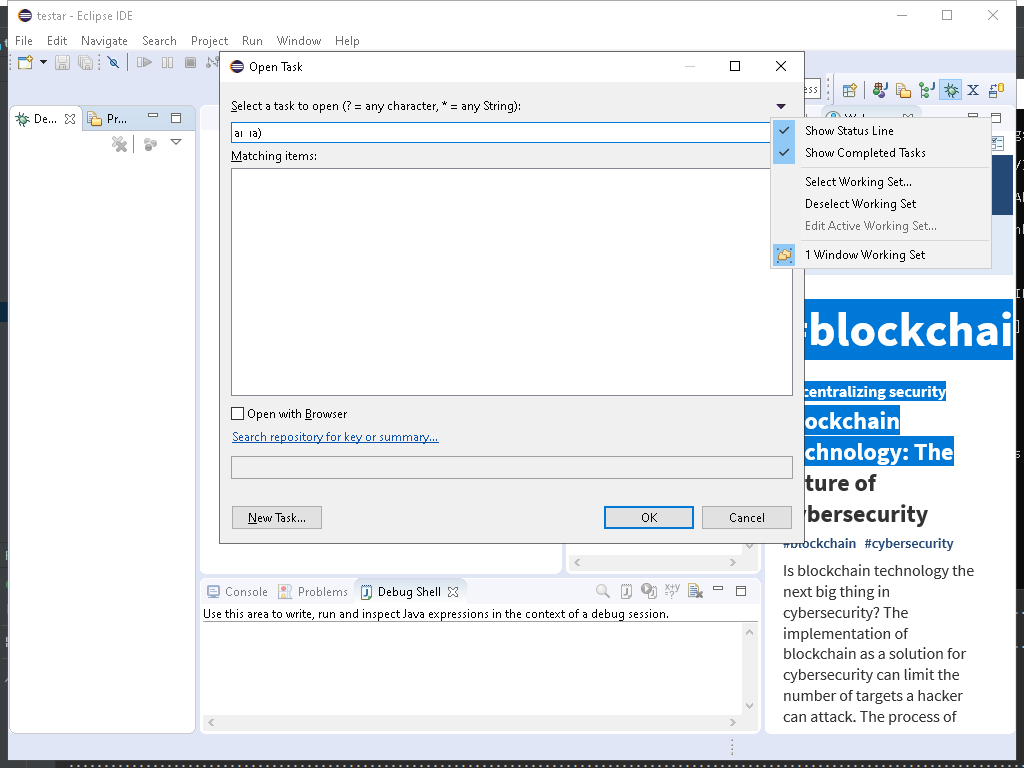 testar - Eclipse IDE
File Edit Navigate Search Project Run Window Help
Open Task
Select a task to open (? = any character, * = any String):
Matching items:
Open with Browser
Search repository for key or summary...
New Task...
OK
Cancel
De...
Pr...
Show Status Line
Show Completed Tasks
Select Working Set...
Deselect Working Set
Edit Active Working Set...
1 Window Working Set
#blockchai
centralizing security
ockchain
chnology: The
ture of
bersecurity
#blockchain #cybersecurity
Is blockchain technology the
next big thing in
cybersecurity? The
implementation of
blockchain as a solution for
cybersecurity can limit the
number of targets a hacker
can attack. The process of
Console
Problems
Debug Shell
Use this area to write, run and inspect Java expressions in the context of a debug session.